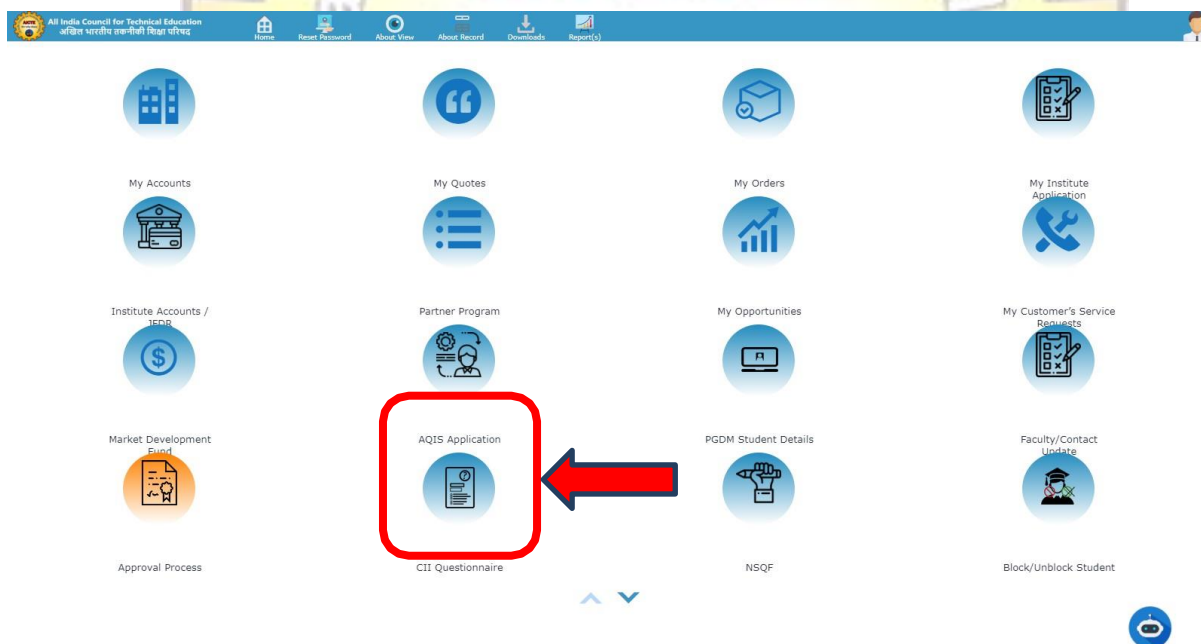 All India Council for Technical Education
अखिल भारतीय तकनीकी शिक्षा परिषद
Home Reset Password About View About Record Downloads Report(s)
My Accounts My Quotes My Orders My Institute
Application
Institute Accounts / Partner Program My Opportunities My Customer's Service
JFDR Requests
Market Development AQIS Application PGDM Student Details Faculty/Contact
Fund Update
Approval Process CII Questionnaire NSQF Block/Unblock Student